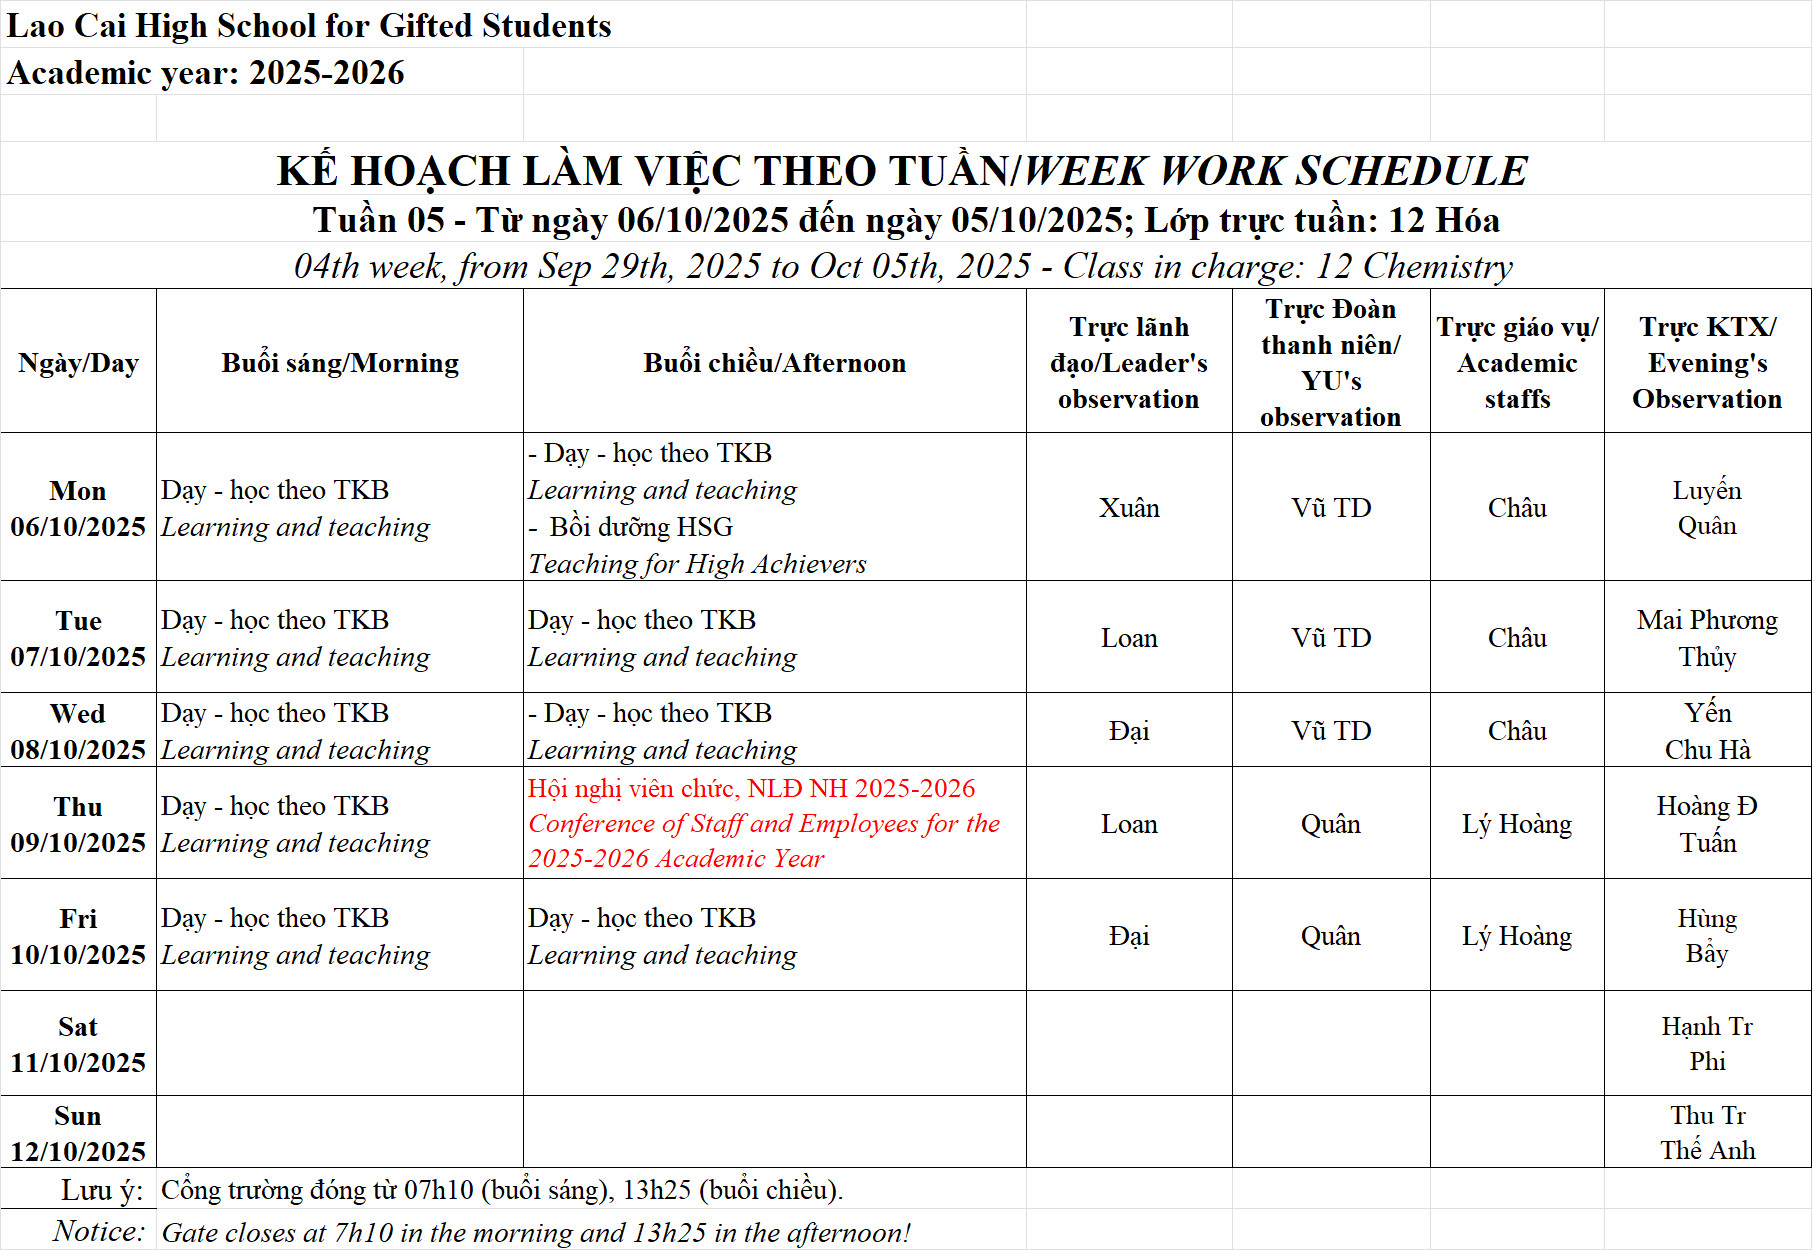 Lao Cai High School for Gifted Students
Academic year: 2025-2026
KẾ HOẠCH LÀM VIỆC THEO TUẦN/WEEK WORK SCHEDULE
Tuần 05 - Từ ngày 06/10/2025 đến ngày 05/10/2025; Lớp trực tuần: 12 Hóa
04th week, from Sep 29th, 2025 to Oct 05th, 2025 - Class in charge: 12 Chemistry
Ngày/Day
Buổi sáng/Morning
Buổi chiều/Afternoon
Trực lãnh
đạo/Leader's
observation
Trực Đoàn
thanh niên/
YU's
observation
Trực giáo vụ/
Academic
staffs
Trực KTX/
Evening's
Observation
Mon
06/10/2025
Dạy - học theo TKB
Learning and teaching
- Dạy - học theo TKB
Learning and teaching
- Bồi dưỡng HSG
Teaching for High Achievers
Xuân
Vũ TD
Châu
Luyến
Quân
Tue
07/10/2025
Dạy - học theo TKB
Learning and teaching
Dạy - học theo TKB
Learning and teaching
Loan
Vũ TD
Châu
Mai Phương
Thủy
Wed
08/10/2025
Dạy - học theo TKB
Learning and teaching
- Dạy - học theo TKB
Learning and teaching
Đại
Vũ TD
Châu
Yến
Chu Hà
Thu
09/10/2025
Dạy - học theo TKB
Learning and teaching
Hội nghị viên chức, NLĐ NH 2025-2026
Conference of Staff and Employees for the
2025-2026 Academic Year
Loan
Quân
Lý Hoàng
Hoàng Đ
Tuấn
Fri
10/10/2025
Dạy - học theo TKB
Learning and teaching
Dạy - học theo TKB
Learning and teaching
Đại
Quân
Lý Hoàng
Hùng
Bẩy
Sat
11/10/2025
Hạnh Tr
Phi
Sun
12/10/2025
Thu Tr
Thế Anh
Lưu ý: Cổng trường đóng từ 07h10 (buổi sáng), 13h25 (buổi chiều).
Notice: Gate closes at 7h10 in the morning and 13h25 in the afternoon!